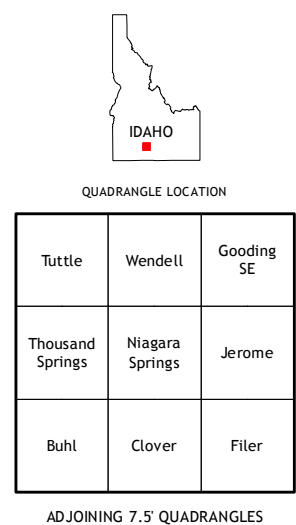 IDAHO
QUADRANGLE LOCATION
Tuttle
Wendell
Gooding
SE
Thousand
Springs
Niagara
Springs
Jerome
Buhl
Clover
Filer
ADJOINING 7.5' QUADRANGLES